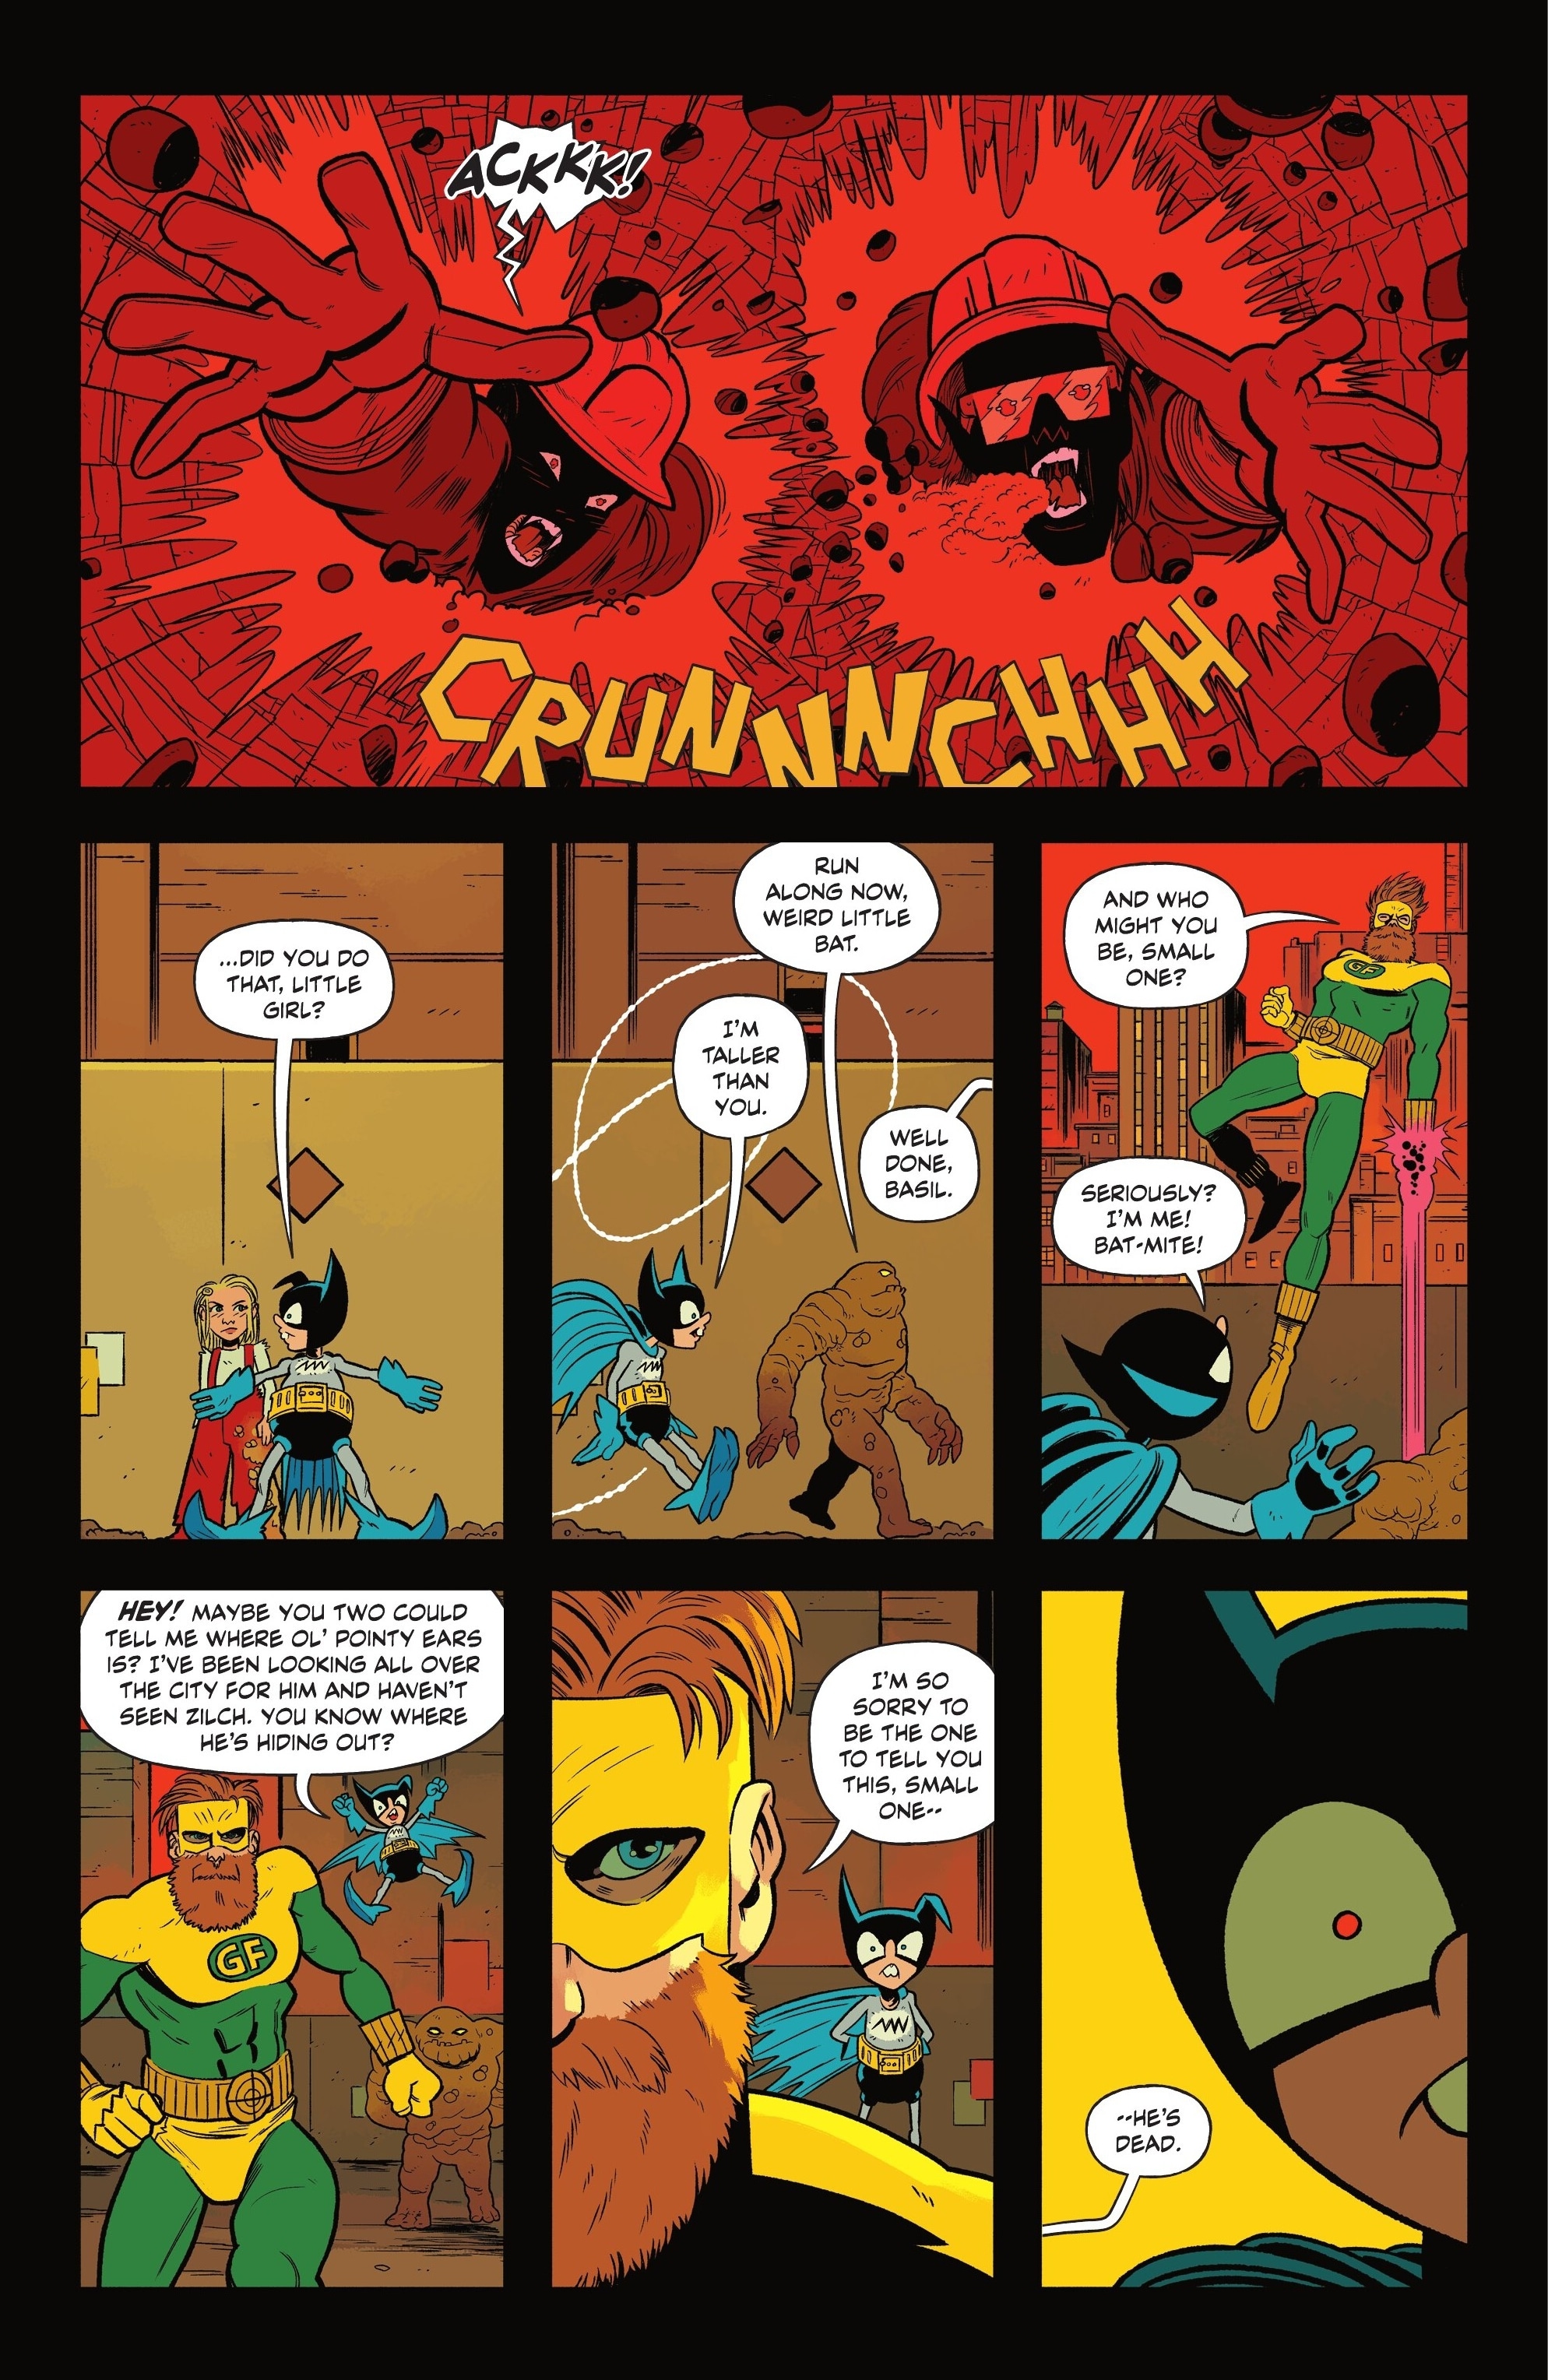 ACKKK!
CRUNNNCHHH
...DID YOU DO
THAT, LITTLE
GIRL?
RUN
ALONG NOW,
WEIRD LITTLE
BAT.
I'M
TALLER
THAN
YOU.
WELL
DONE,
BASIL.
AND WHO
MIGHT YOU
BE, SMALL
ONE?
GF
SERIOUSLY?
I'M ME!
BAT-MITE!
HEY! MAYBE YOU TWO COULD
TELL ME WHERE OL' POINTY EARS
IS? I'VE BEEN LOOKING ALL OVER
THE CITY FOR HIM AND HAVEN'T
SEEN ZILCH. YOU KNOW WHERE
HE'S HIDING OUT?
GF
I'M SO
SORRY TO
BE THE ONE
TO TELL YOU
THIS, SMALL
ONE--
--HE'S
DEAD.